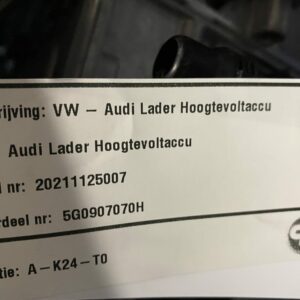 rijving: VW – Audi Lader Hoogtevoltaccu
Audi Lader Hoogtevoltaccu
l nr: 20211125007
rdeel nr: 5G0907070H
tie: A-K24-T0